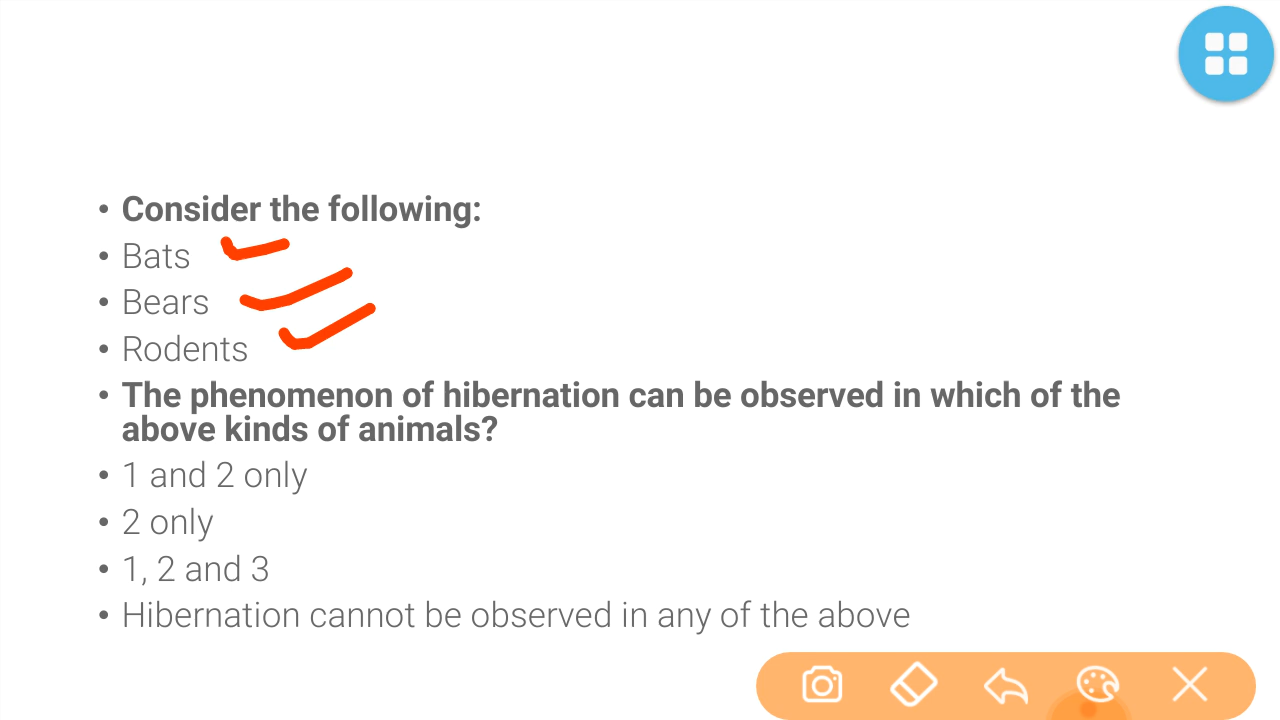 • Consider the following:
• Bats
• Bears
• Rodents
• The phenomenon of hibernation can be observed in which of the
above kinds of animals?
• 1 and 2 only
• 2 only
• 1, 2 and 3
• Hibernation cannot be observed in any of the above